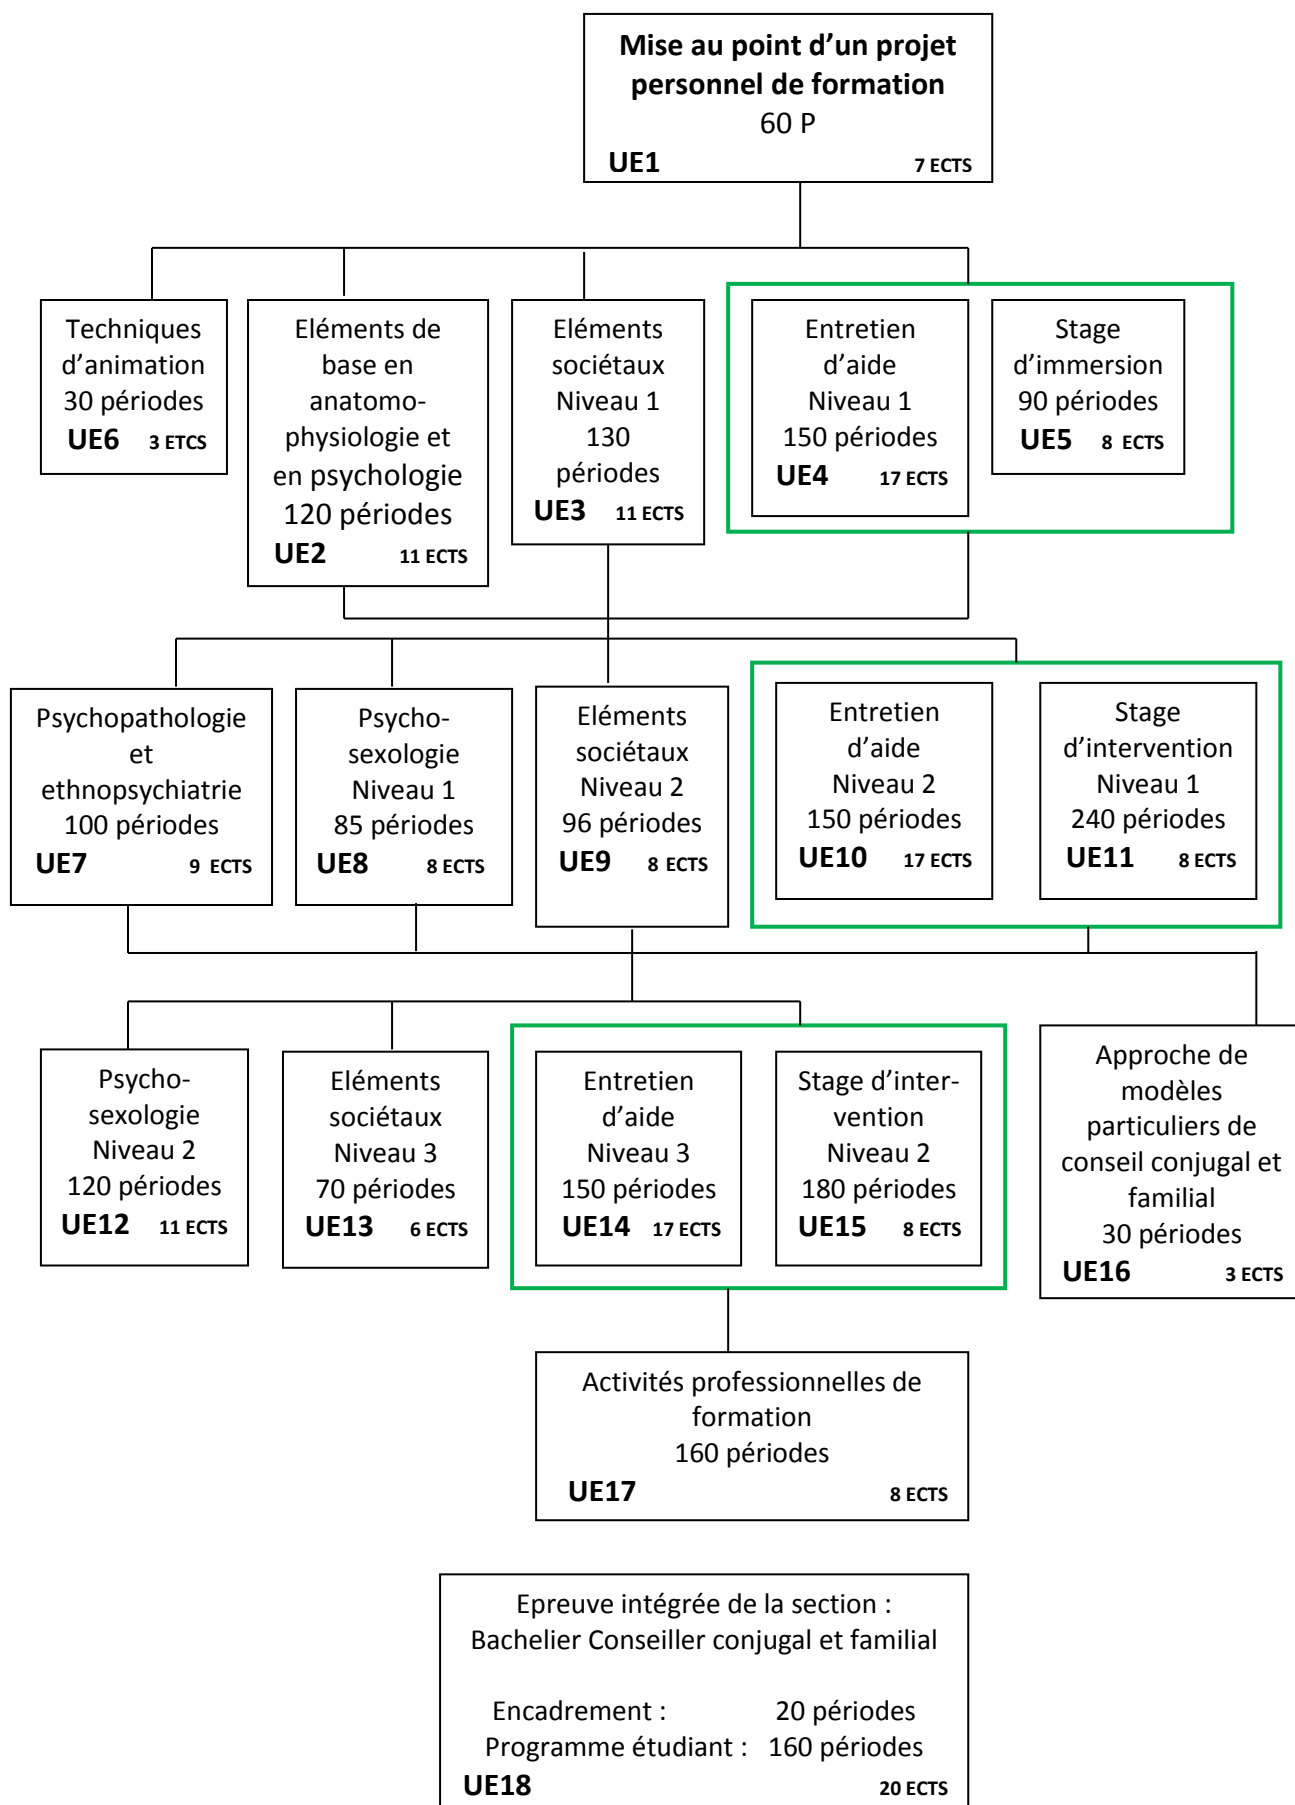 Mise au point d’un projet
personnel de formation
60 P
UE1 7 ECTS
Techniques
d’animation
30 périodes
UE6 3 ETCS
Eléments de
base en
anatomo-
physiologie et
en psychologie
120 périodes
UE2 11 ECTS
Eléments
sociétaux
Niveau 1
130
périodes
UE3 11 ECTS
Entretien
d’aide
Niveau 1
150 périodes
UE4 17 ECTS
Stage
d’immersion
90 périodes
UE5 8 ECTS
Psychopathologie
et
ethnopsychiatrie
100 périodes
UE7 9 ECTS
Psycho-
sexologie
Niveau 1
85 périodes
UE8 8 ECTS
Eléments
sociétaux
Niveau 2
96 périodes
UE9 8 ECTS
Entretien
d’aide
Niveau 2
150 périodes
UE10 17 ECTS
Stage
d’intervention
Niveau 1
240 périodes
UE11 8 ECTS
Psycho-
sexologie
Niveau 2
120 périodes
UE12 11 ECTS
Eléments
sociétaux
Niveau 3
70 périodes
UE13 6 ECTS
Entretien
d’aide
Niveau 3
150 périodes
UE14 17 ECTS
Stage d’inter-
vention
Niveau 2
180 périodes
UE15 8 ECTS
Approche de
modèles
particuliers de
conseil conjugal et
familial
30 périodes
UE16 3 ECTS
Activités professionnelles de
formation
160 périodes
UE17 8 ECTS
Epreuve intégrée de la section :
Bachelier Conseiller conjugal et familial
Encadrement : 20 périodes
Programme étudiant : 160 périodes
UE18 20 ECTS